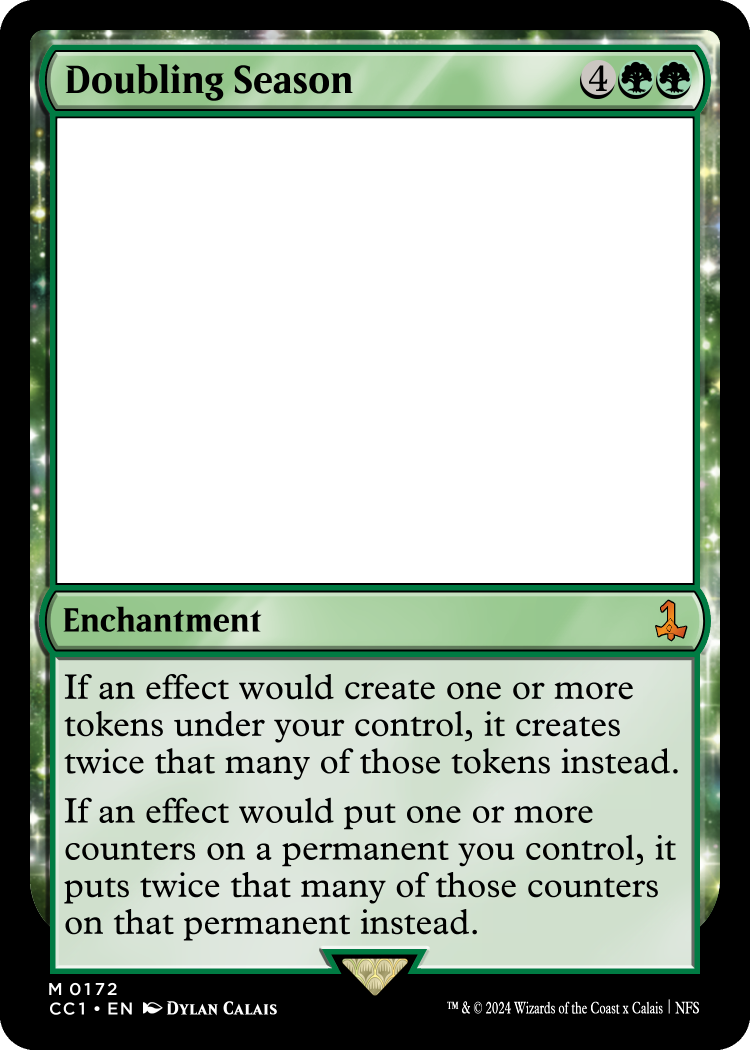 Doubling Season 4
Enchantment
If an effect would create one or more
tokens under your control, it creates
twice that many of those tokens instead.
If an effect would put one or more
counters on a permanent you control, it
puts twice that many of those counters
on that permanent instead.
M 0172
CC1 • EN DYLAN CALAIS
™ & © 2024 Wizards of the Coast x Calais | NFS